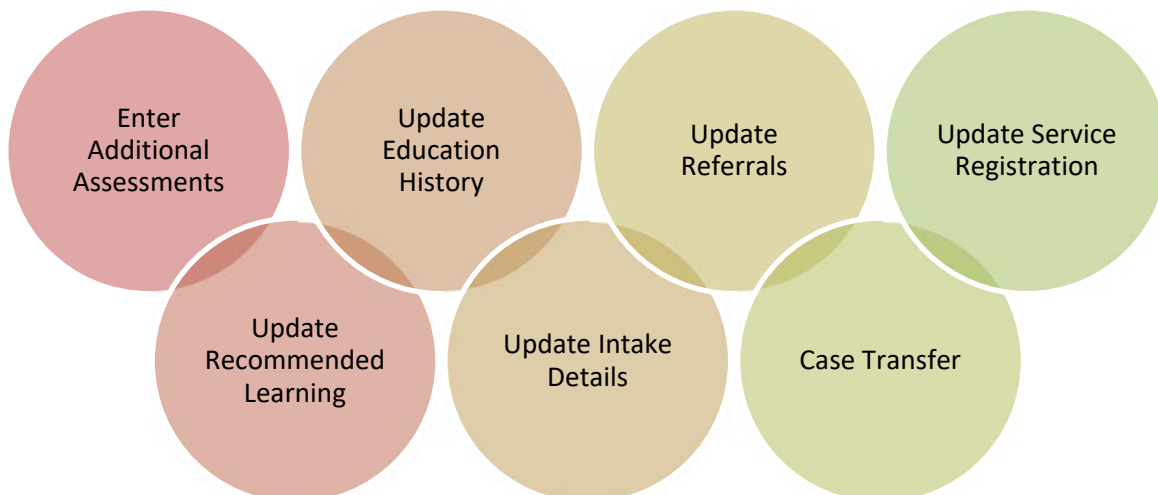 Enter
Additional
Assessments
Update
Education
History
Update
Referrals
Update Service
Registration
Update
Recommended
Learning
Update Intake
Details
Case Transfer